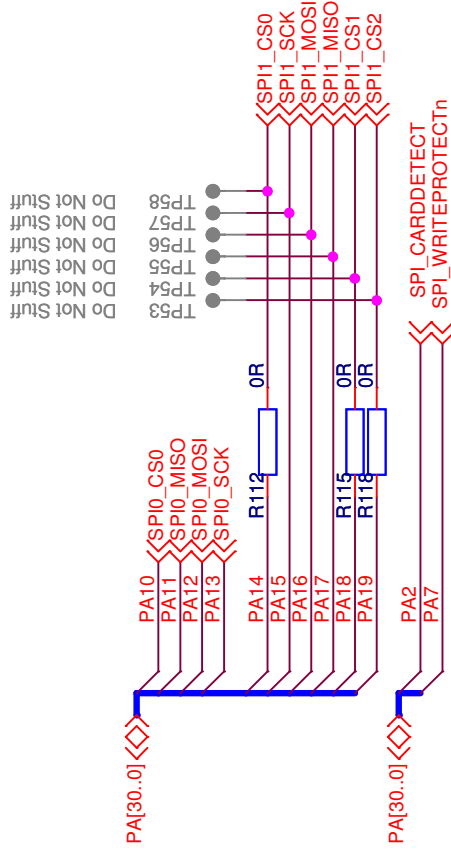 SPI1_CS0
SPI1_SCK
SPI1_MOSI
SPI1_MISO
SPI1_CS1
SPI1_CS2
SPI_CARDDETECT
SPI_WRITEPROTECTn
TP58 Do Not Stuff
TP57 Do Not Stuff
TP56 Do Not Stuff
TP55 Do Not Stuff
TP54 Do Not Stuff
TP53 Do Not Stuff
R112 0R
R115 0R
R118 0R
SPI0_CS0
SPI0_MISO
SPI0_MOSI
SPI0_SCK
PA10
PA11
PA12
PA13
PA14
PA15
PA16
PA17
PA18
PA19
PA2
PA7
PA[30..0]
PA[30..0]